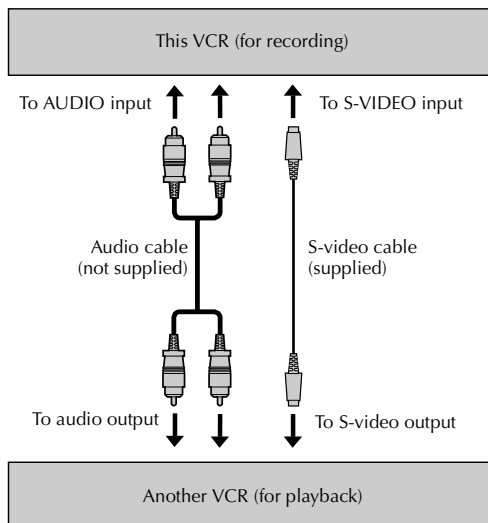 This VCR (for recording)
To AUDIO input
To S-VIDEO input
Audio cable
(not supplied)
S-video cable
(supplied)
To audio output
To S-video output
Another VCR (for playback)